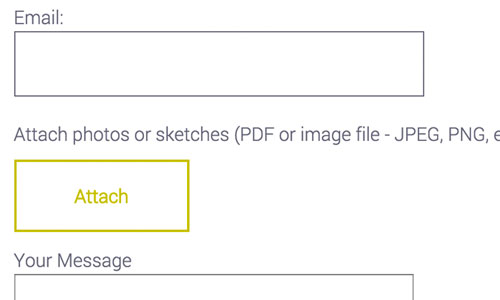 Email:
Attach photos or sketches (PDF or image file - JPEG, PNG,
Attach
Your Message